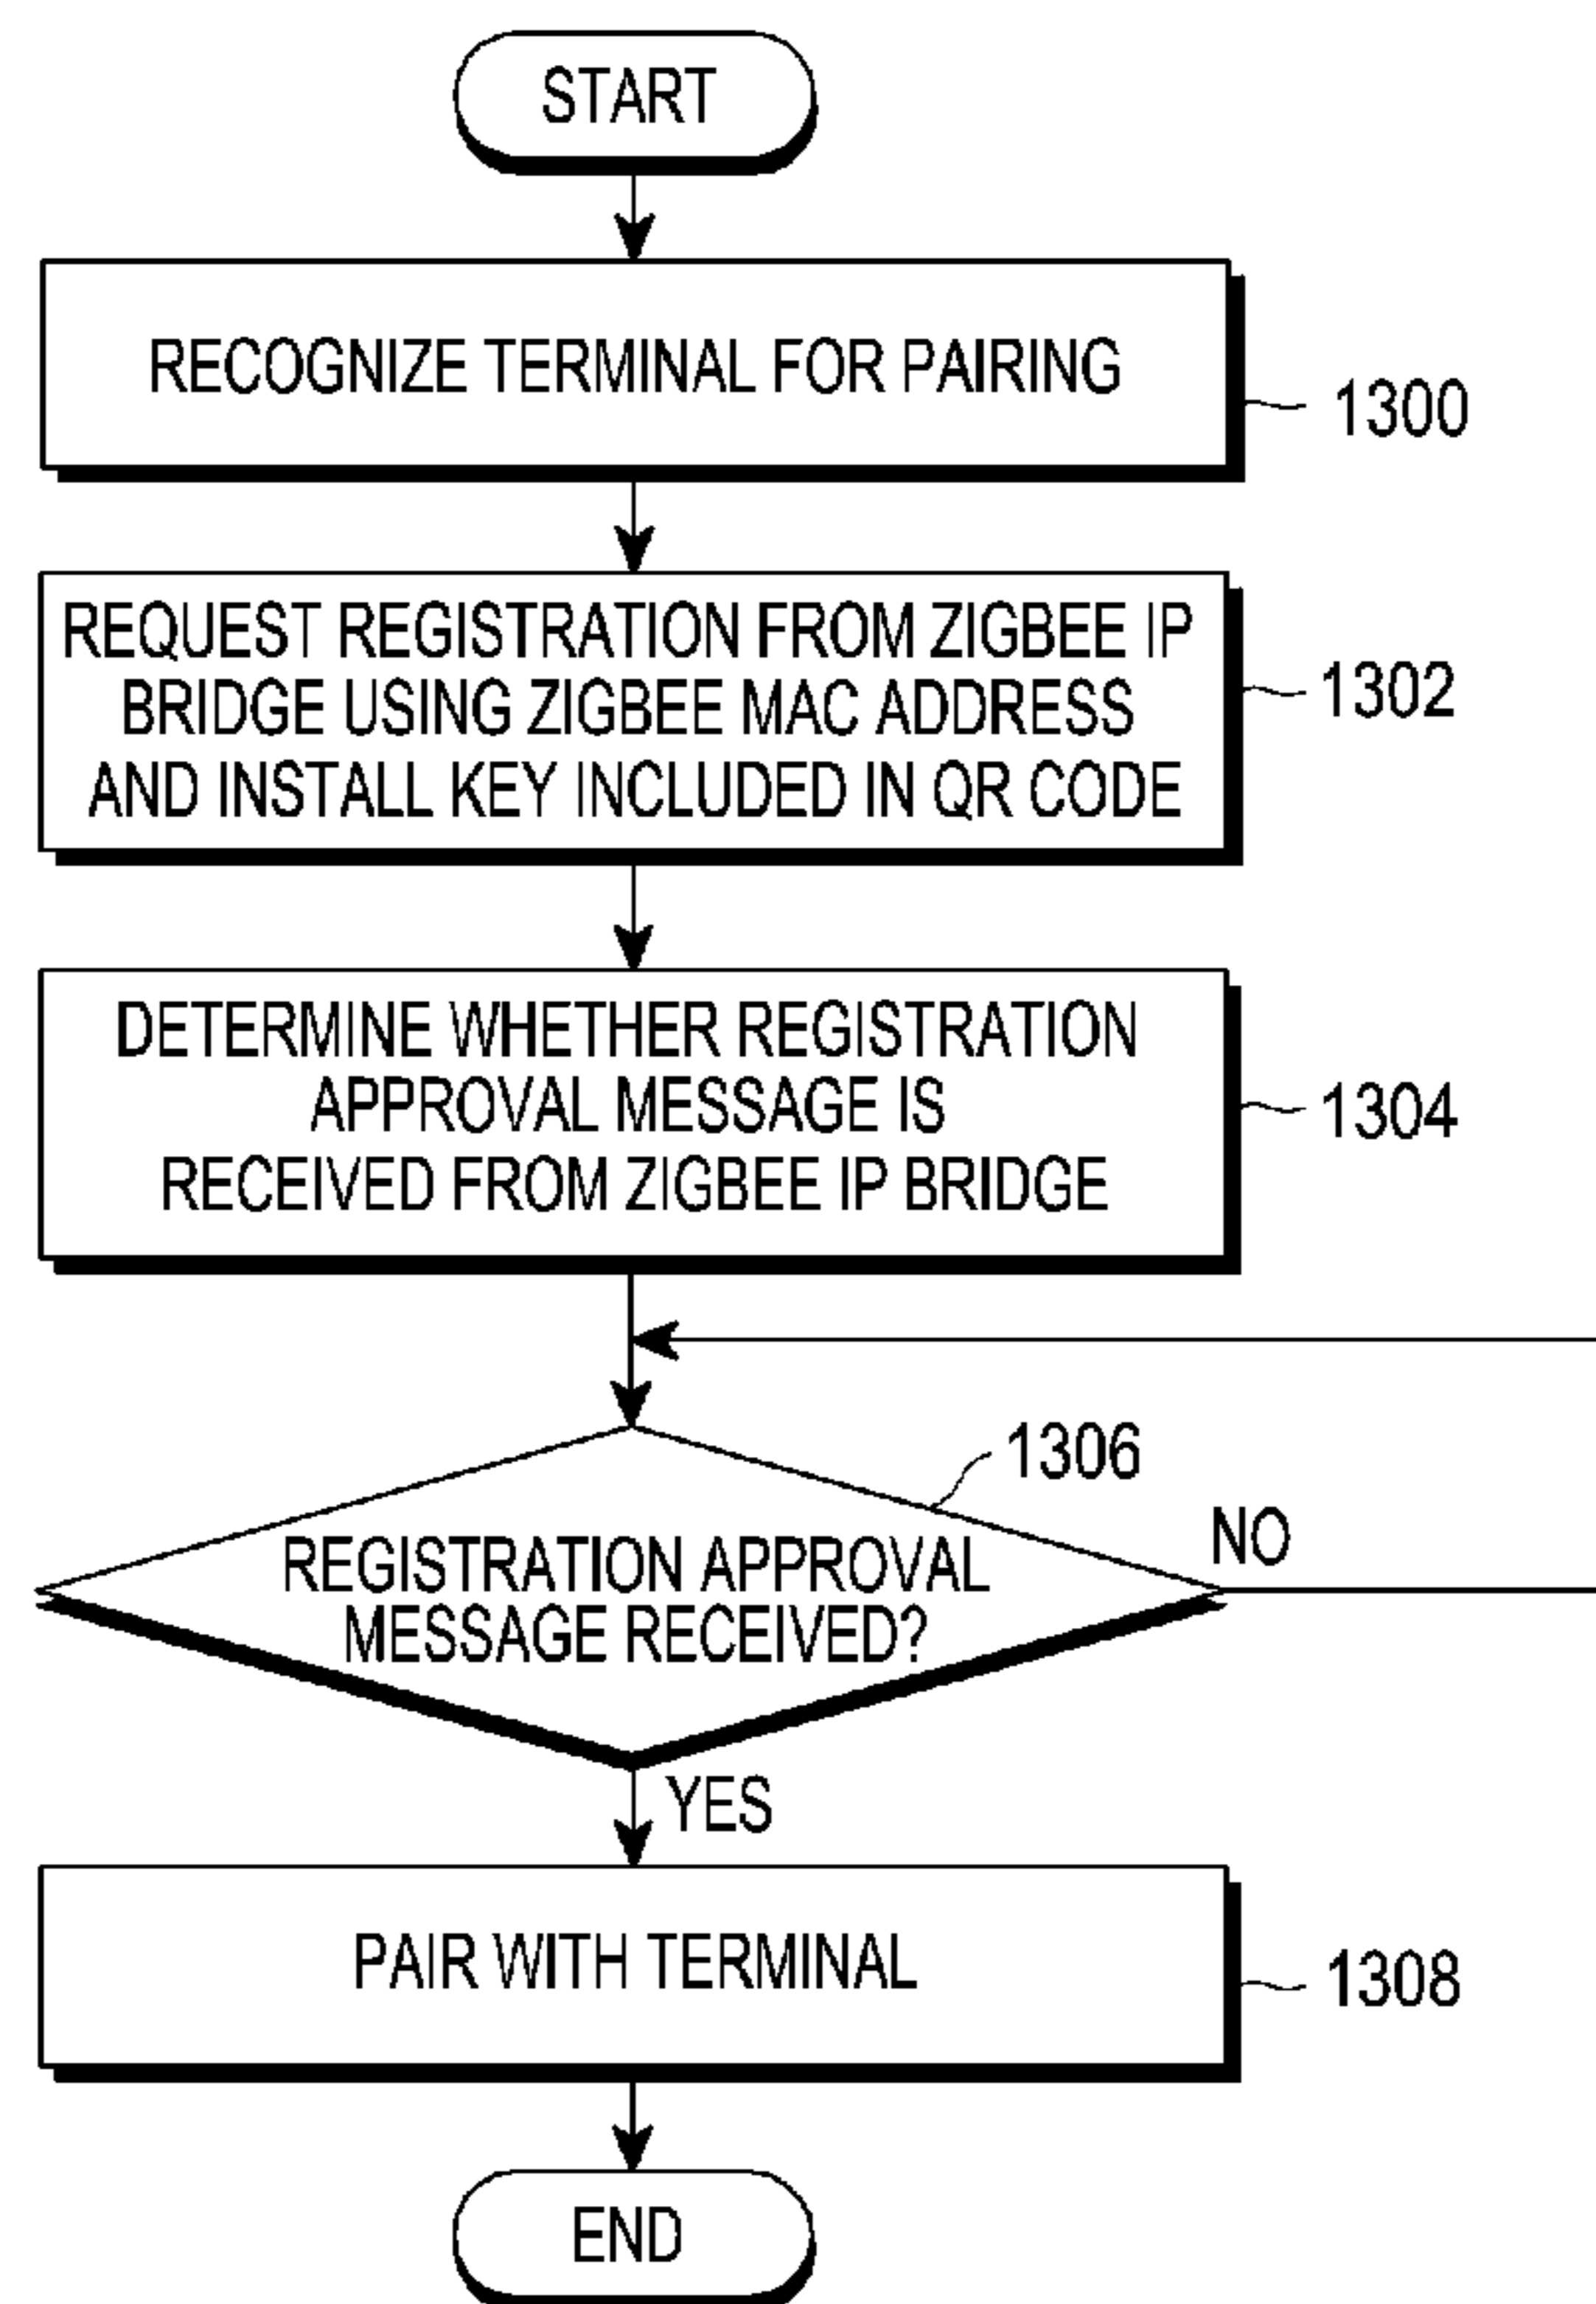 START
RECOGNIZE TERMINAL FOR PAIRING
1300
REQUEST REGISTRATION FROM ZIGBEE IP
BRIDGE USING ZIGBEE MAC ADDRESS
AND INSTALL KEY INCLUDED IN QR CODE
1302
DETERMINE WHETHER REGISTRATION
APPROVAL MESSAGE IS
RECEIVED FROM ZIGBEE IP BRIDGE
1304
1306
REGISTRATION APPROVAL
MESSAGE RECEIVED?
NO
YES
PAIR WITH TERMINAL
1308
END